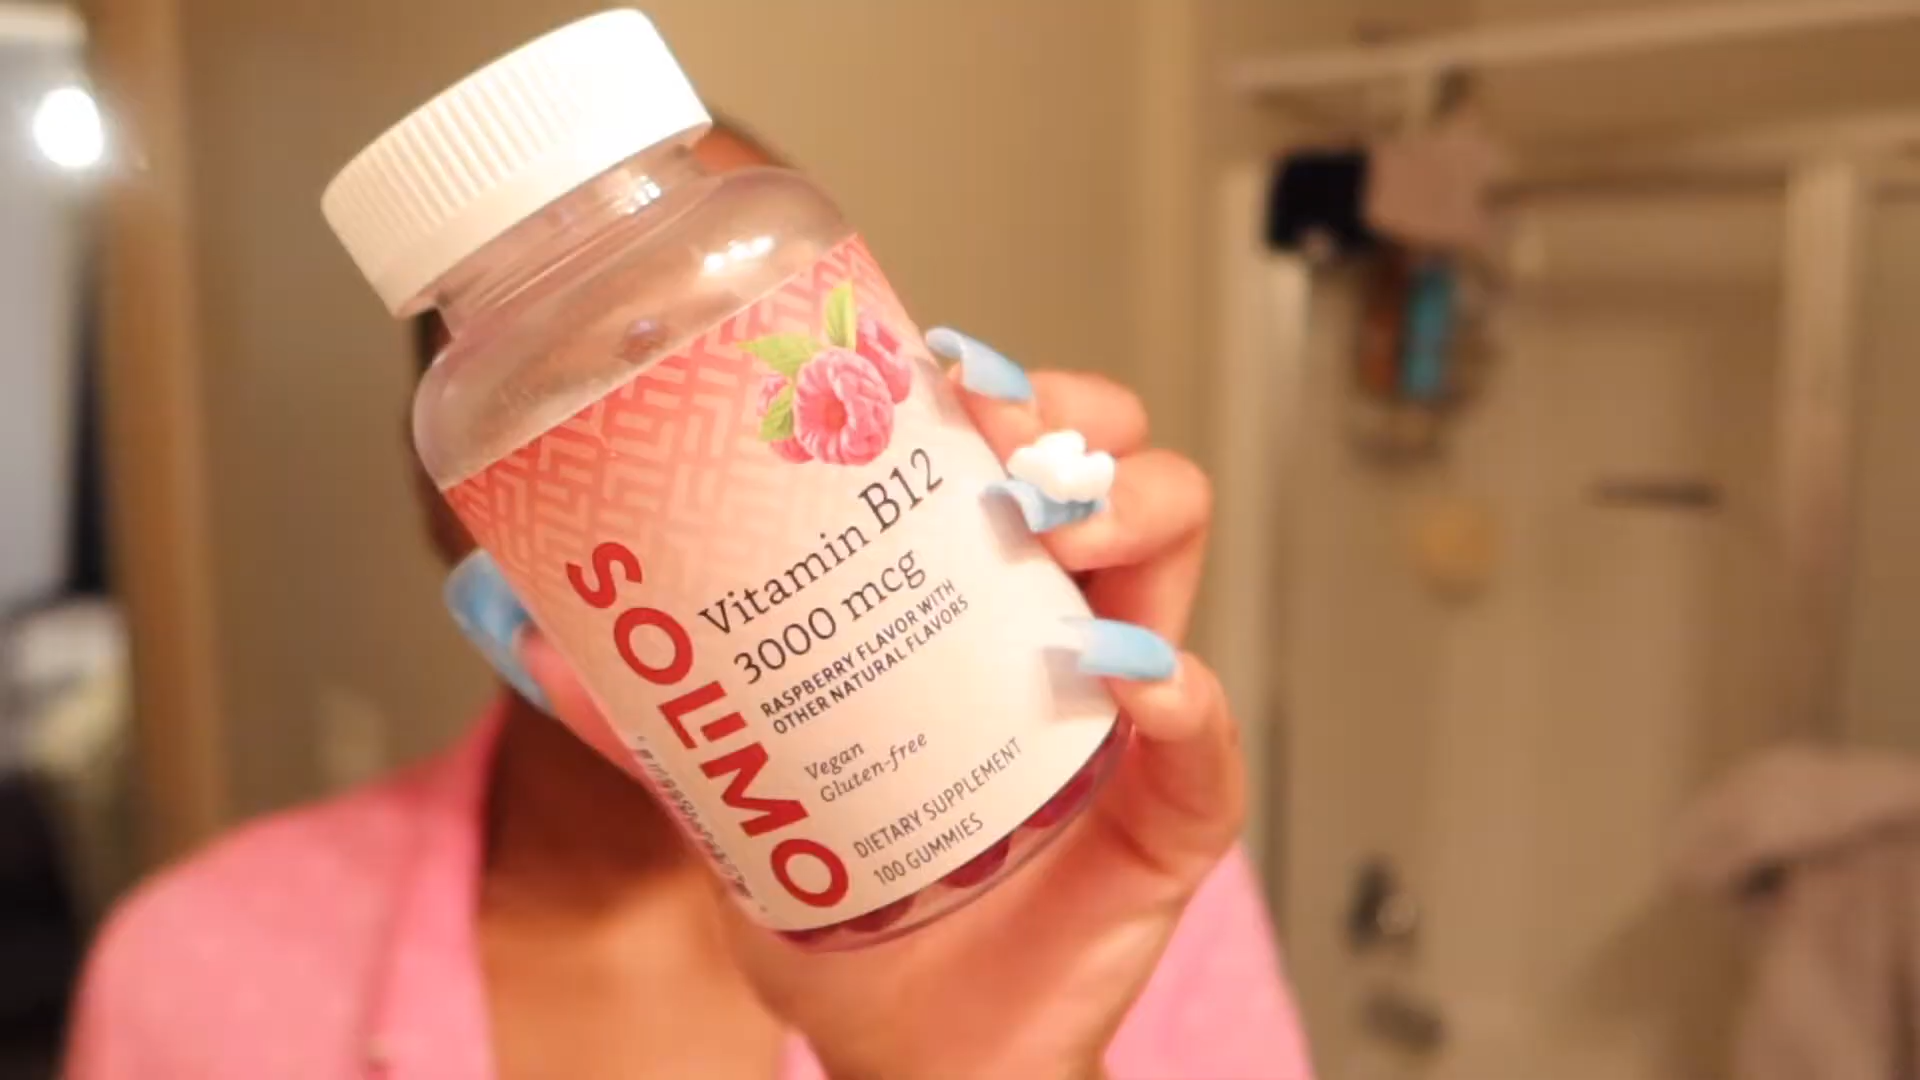 SOLIMO
Vitamin B12
3000 mcg
RASPBERRY FLAVOR WITH
OTHER NATURAL FLAVORS
Vegan
Gluten-free
DIETARY SUPPLEMENT
100 GUMMIES